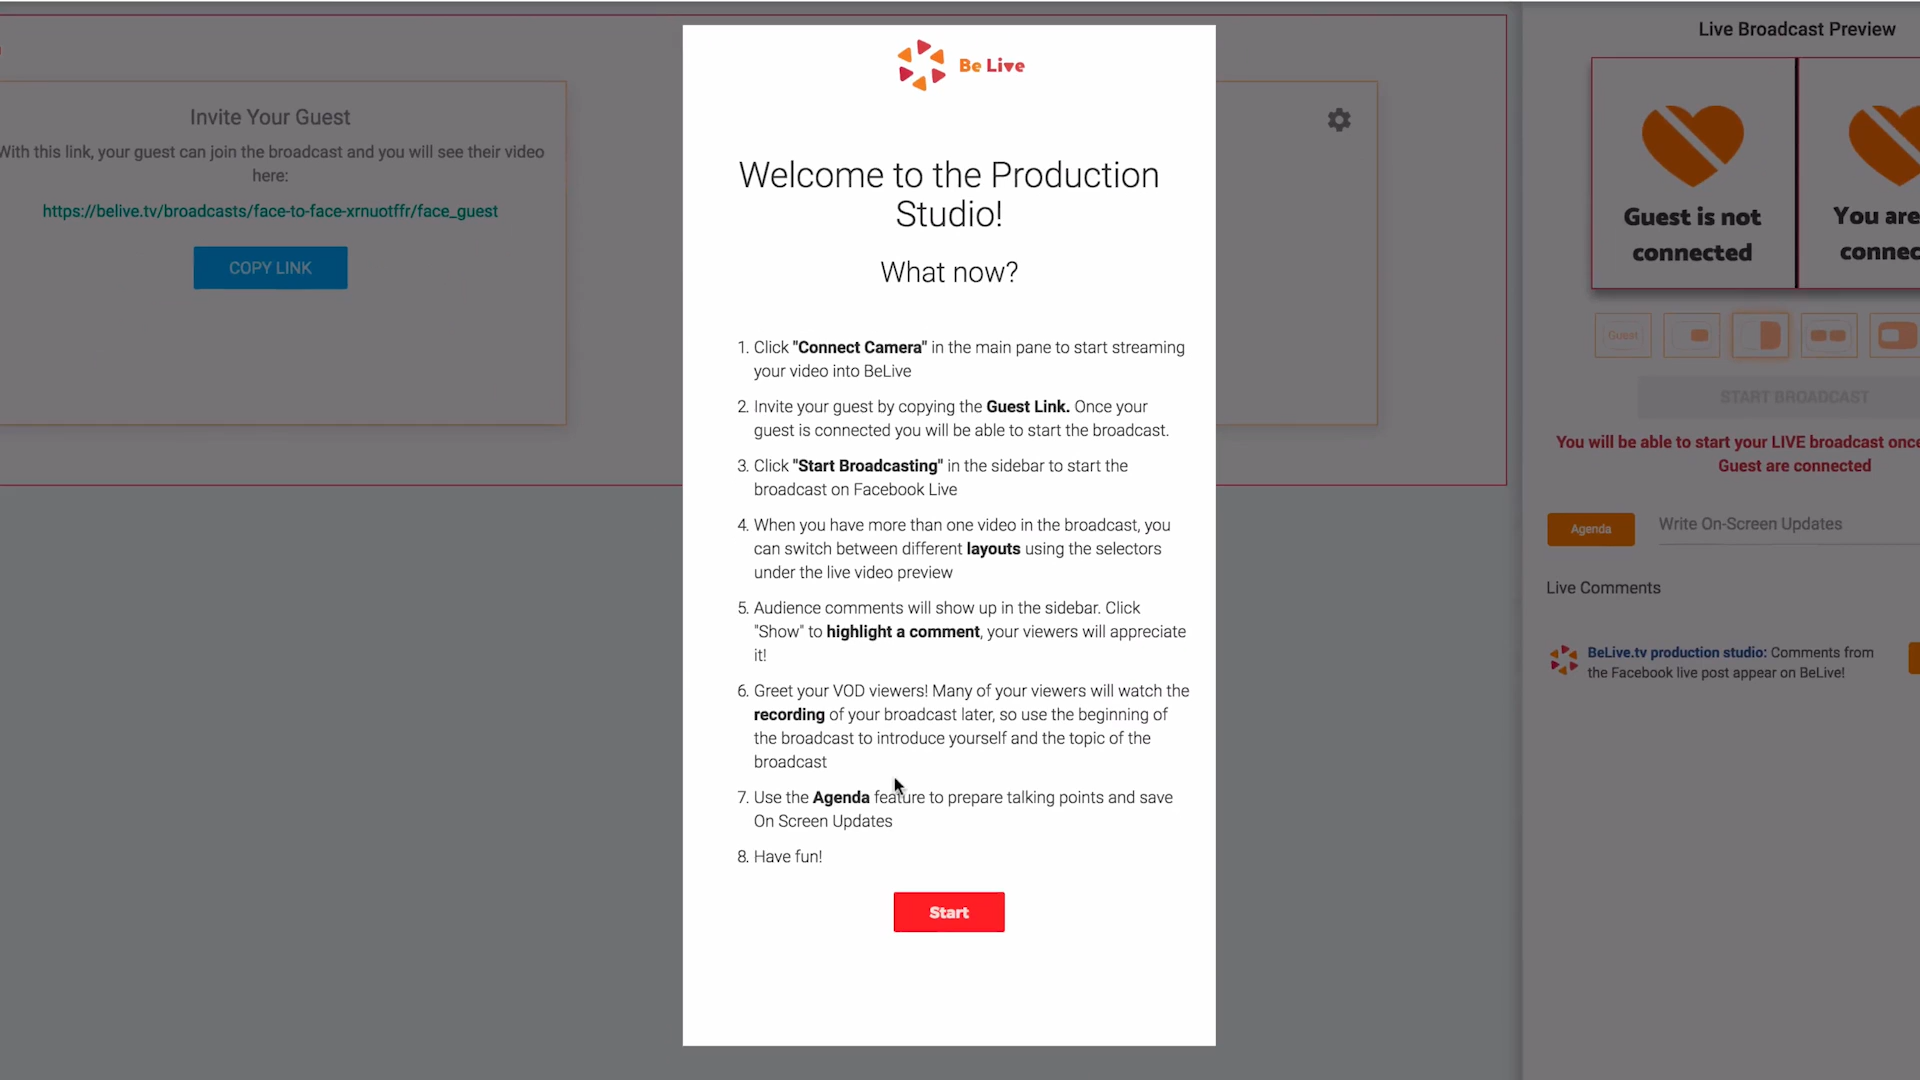 Be Live
Welcome to the Production
Studio!
What now?
1. Click "Connect Camera" in the main pane to start streaming
your video into BeLive
2. Invite your guest by copying the Guest Link. Once your
guest is connected you will be able to start the broadcast.
3. Click "Start Broadcasting" in the sidebar to start the
broadcast on Facebook Live
4. When you have more than one video in the broadcast, you
can switch between different layouts using the selectors
under the live video preview
5. Audience comments will show up in the sidebar. Click
"Show" to highlight a comment, your viewers will appreciate
it!
6. Greet your VOD viewers! Many of your viewers will watch the
recording of your broadcast later, so use the beginning of
the broadcast to introduce yourself and the topic of the
broadcast
7. Use the Agenda feature to prepare talking points and save
On Screen Updates
8. Have fun!
Start
Invite Your Guest
With this link, your guest can join the broadcast and you will see their video
here:
https://belive.tv/broadcasts/face-to-face-xrnuotffr/face_guest
COPY LINK
Live Broadcast Preview
Guest is not
connected
You are
connec
Guest
START BROADCAST
You will be able to start your LIVE broadcast once
Guest are connected
Agenda
Write On-Screen Updates
Live Comments
BeLive.tv production studio: Comments from
the Facebook live post appear on BeLive!